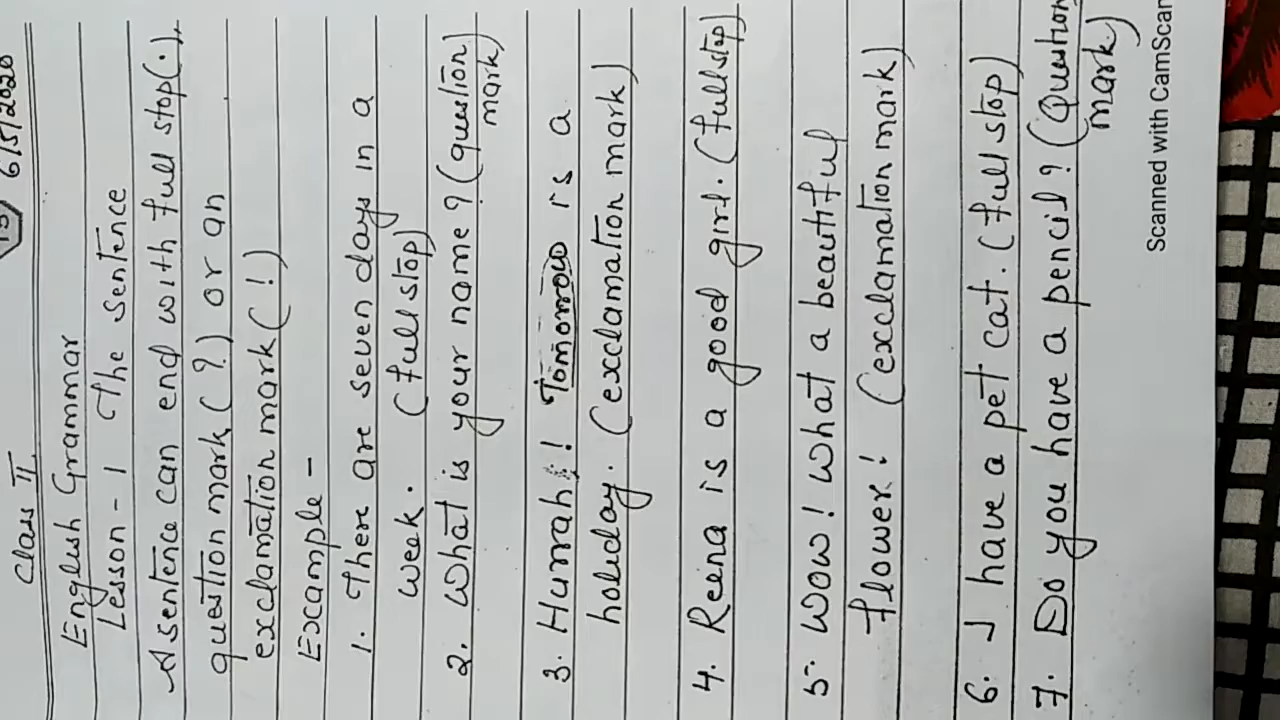 6/5/2020
Class II
English Grammar
Lesson - 1 The Sentence
A sentence can end with full stop(.),
question mark (?) or an
exclamation mark (!)
Example -
1. There are seven days in a
week. (full stop)
2. What is your name? (question
mark)
3. Hurrah! Tomorrow is a
holiday. (exclamation mark)
4. Reena is a good girl. (full stop)
5. Wow! What a beautiful
flower! (exclamation mark)
6. I have a pet cat. (full stop)
7. Do you have a pencil? (Question
mark)
Scanned with CamScan